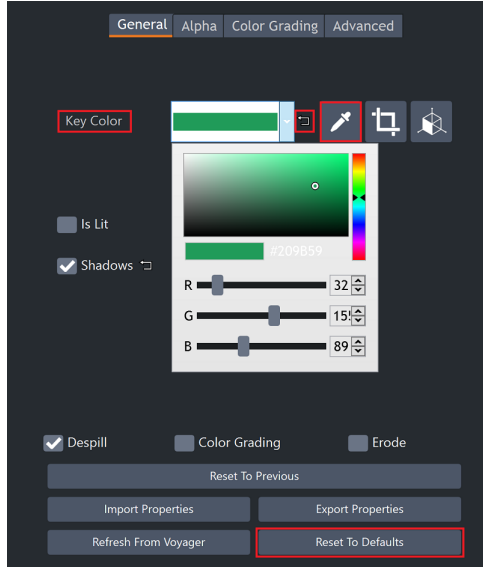 General Alpha Color Grading Advanced
Key Color
Is Lit
#209B59
Shadows
R 32
G 15
B 89
Despill Color Grading Erode
Reset To Previous
Import Properties Export Properties
Refresh From Voyager Reset To Defaults